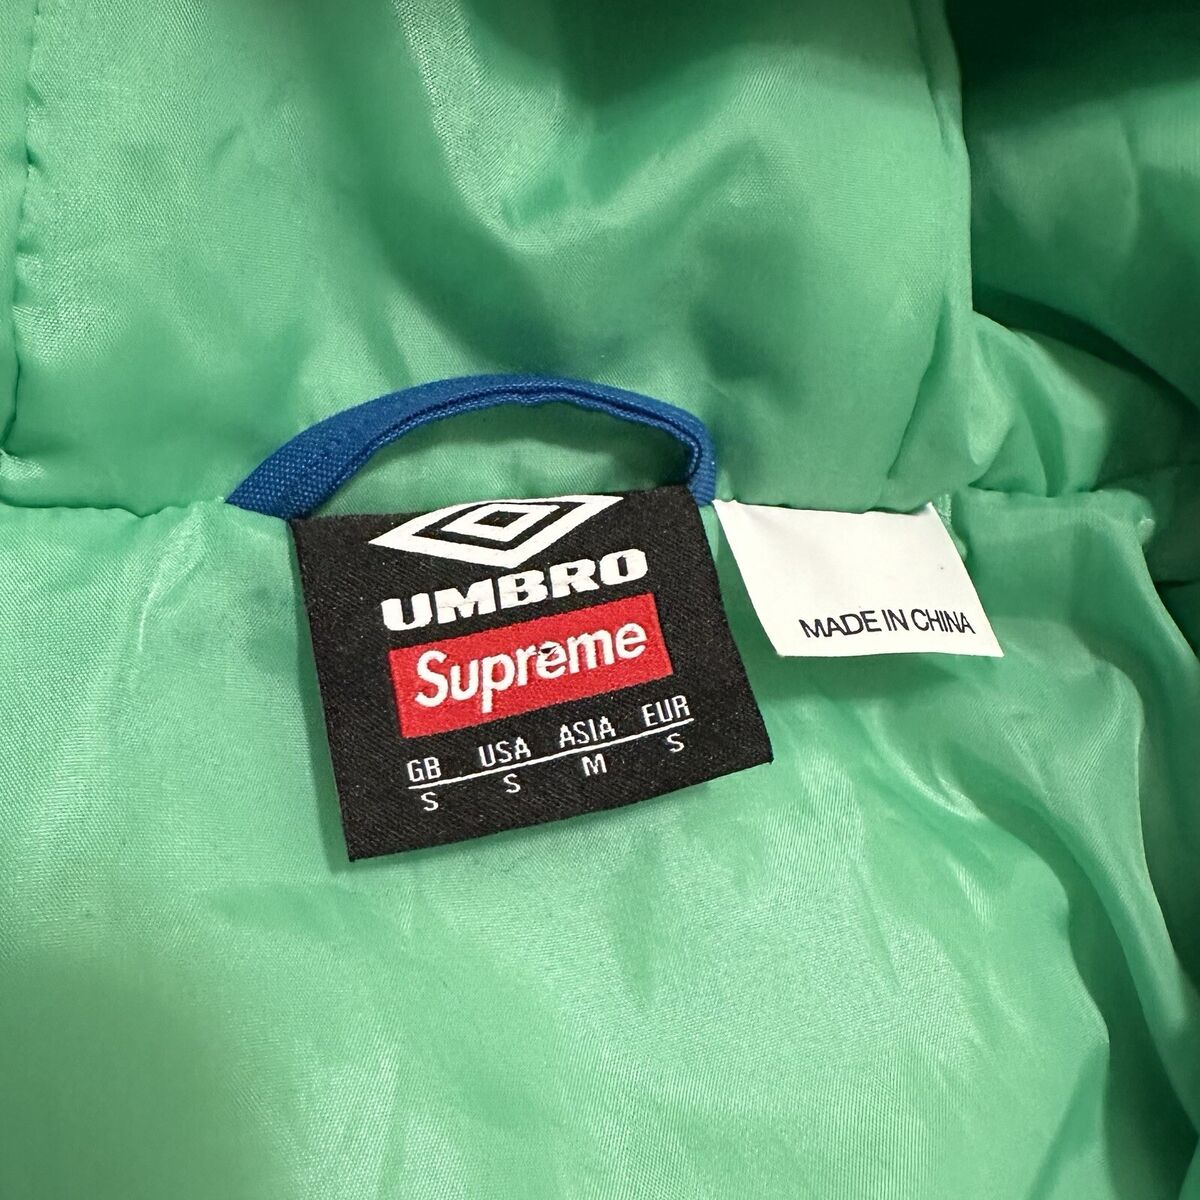 UMBRO
Supreme
GB USA ASIA EUR
S S M S
MADE IN CHINA